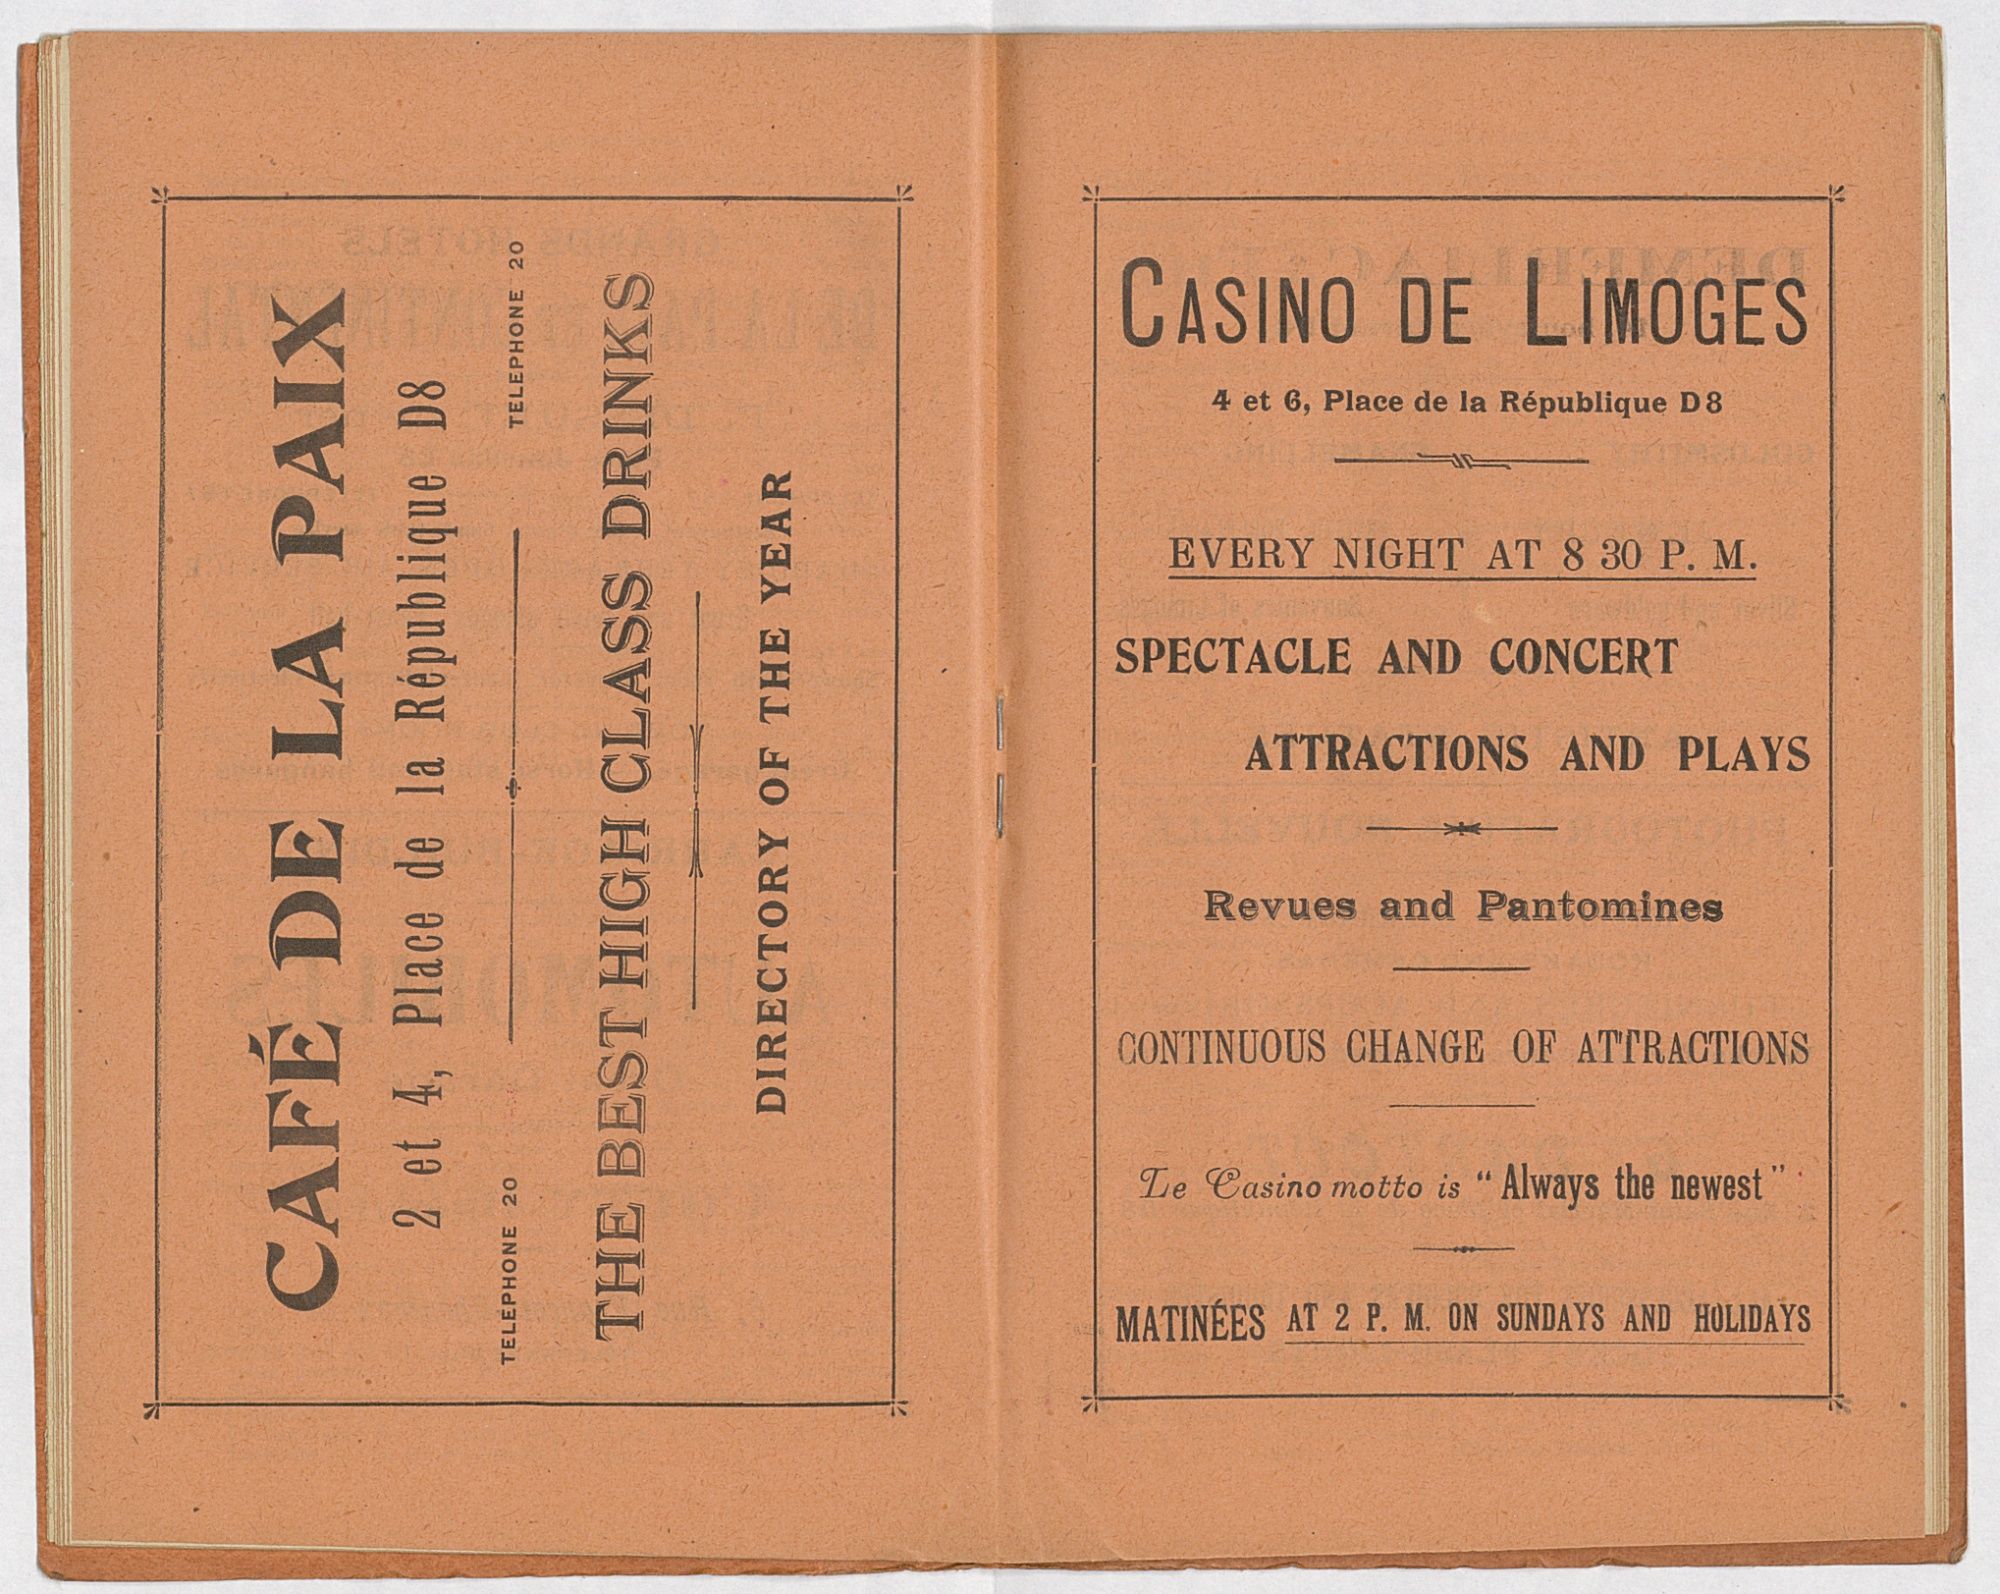 CAFÉ DE LA PAIX
2 et 4, Place de la République D8
TELEPHONE 20 TELEPHONE 20
THE BEST HIGH CLASS DRINKS
DIRECTORY OF THE YEAR
CASINO DE LIMOGES
4 et 6, Place de la République D8
EVERY NIGHT AT 8 30 P. M.
SPECTACLE AND CONCERT
ATTRACTIONS AND PLAYS
Revues and Pantomines
CONTINUOUS CHANGE OF ATTRACTIONS
Le Casino motto is "Always the newest"
MATINÉES AT 2 P. M. ON SUNDAYS AND HOLIDAYS